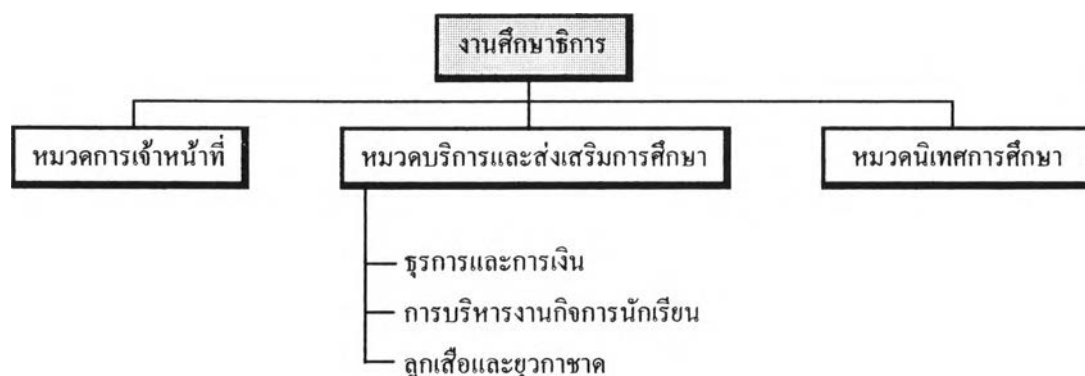 งานศึกษาธิการ
หมวดการเจ้าหน้าที่
หมวดบริการและส่งเสริมการศึกษา
หมวดนิเทศการศึกษา
ธุรการและการเงิน
การบริหารงานกิจการนักเรียน
ลูกเสือและยุวกาชาด